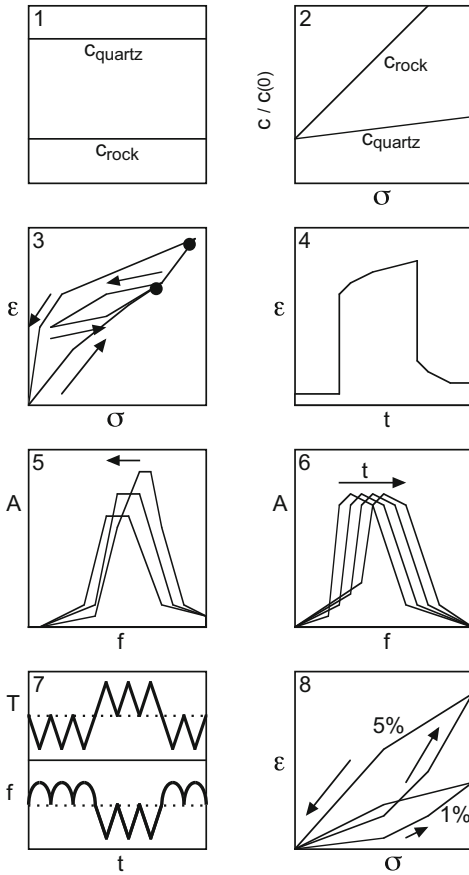 1
c_quartz
c_rock
2
c / c(0)
c_rock
c_quartz
σ
3
ε
σ
4
ε
t
5
A
f
6
t
A
f
7
T
f
t
8
5%
ε
1%
σ